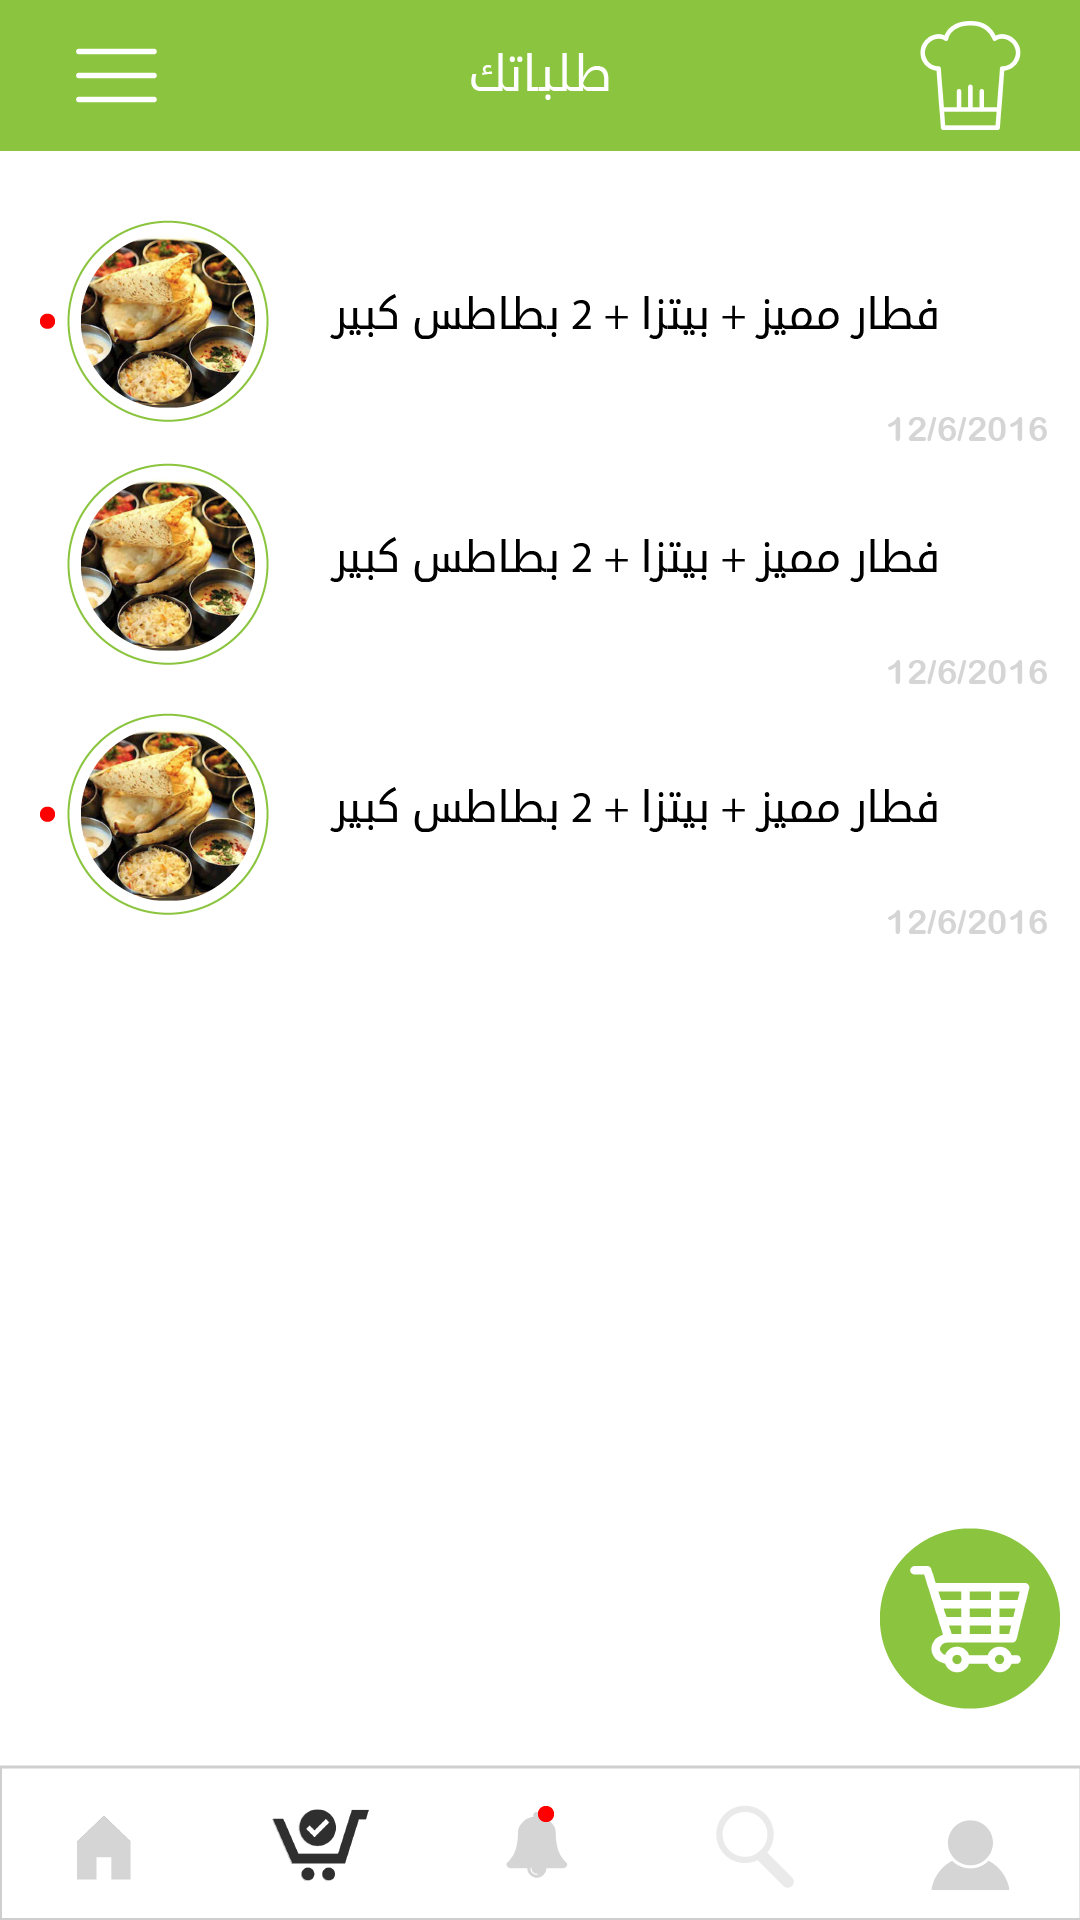 طلباتك
فطار مميز + بيتزا + 2 بطاطس كبير
12/6/2016
فطار مميز + بيتزا + 2 بطاطس كبير
12/6/2016
فطار مميز + بيتزا + 2 بطاطس كبير
12/6/2016